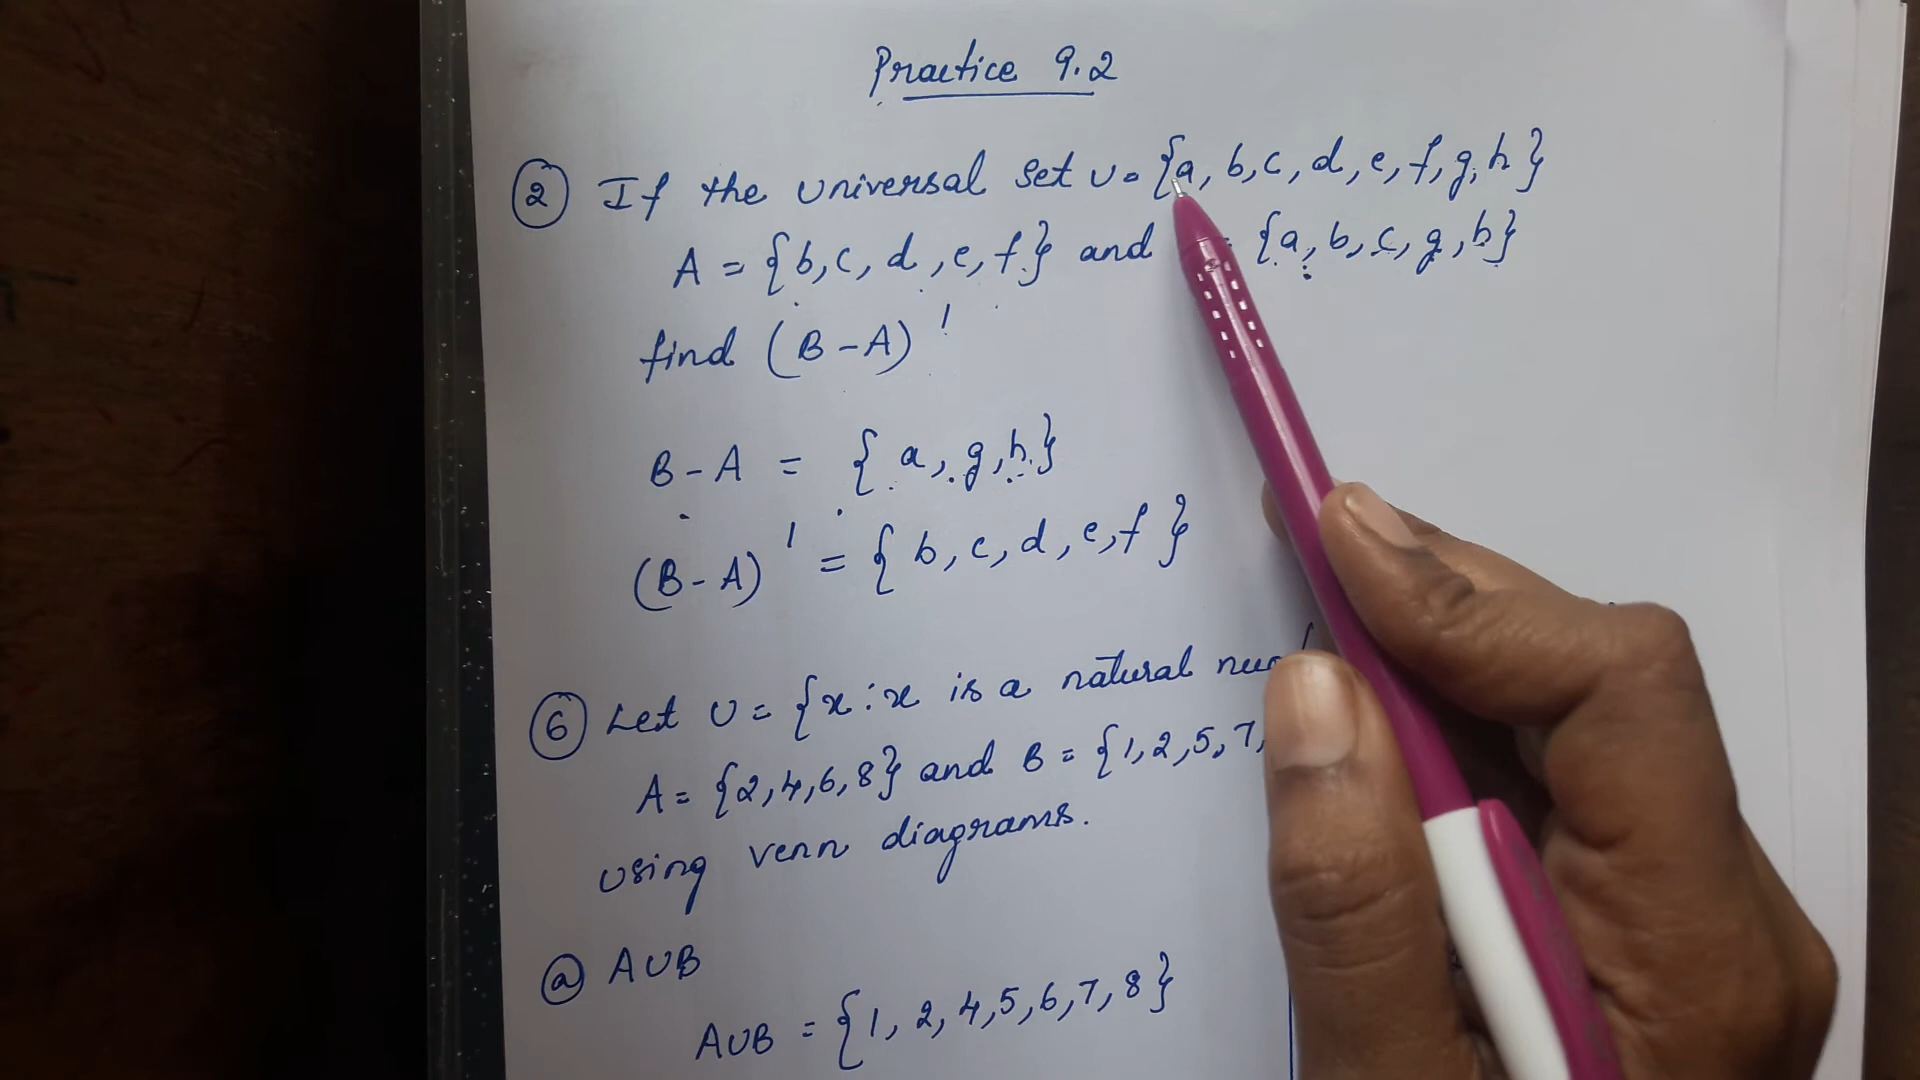 Practice 9.2
② If the universal set U = {a, b, c, d, e, f, g, h}
A = {b, c, d, e, f} and = {a, b, c, g, h}
find (B - A)'
B - A = {a, g, h}
(B - A)' = {b, c, d, e, f}
⑥ Let U = {x : x is a natural
A = {2, 4, 6, 8} and B = {1, 2, 5, 7,
using venn diagrams.
ⓐ A∪B
A∪B = {1, 2, 4, 5, 6, 7, 8}